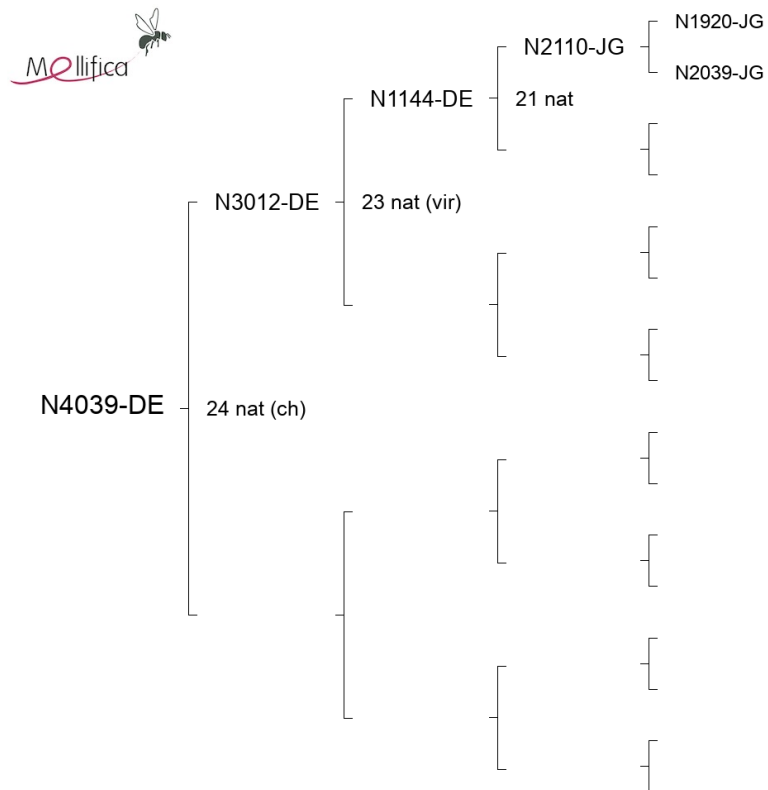 Mellifica
N1920-JG
N2110-JG
N2039-JG
N1144-DE
21 nat
N3012-DE
23 nat (vir)
N4039-DE
24 nat (ch)